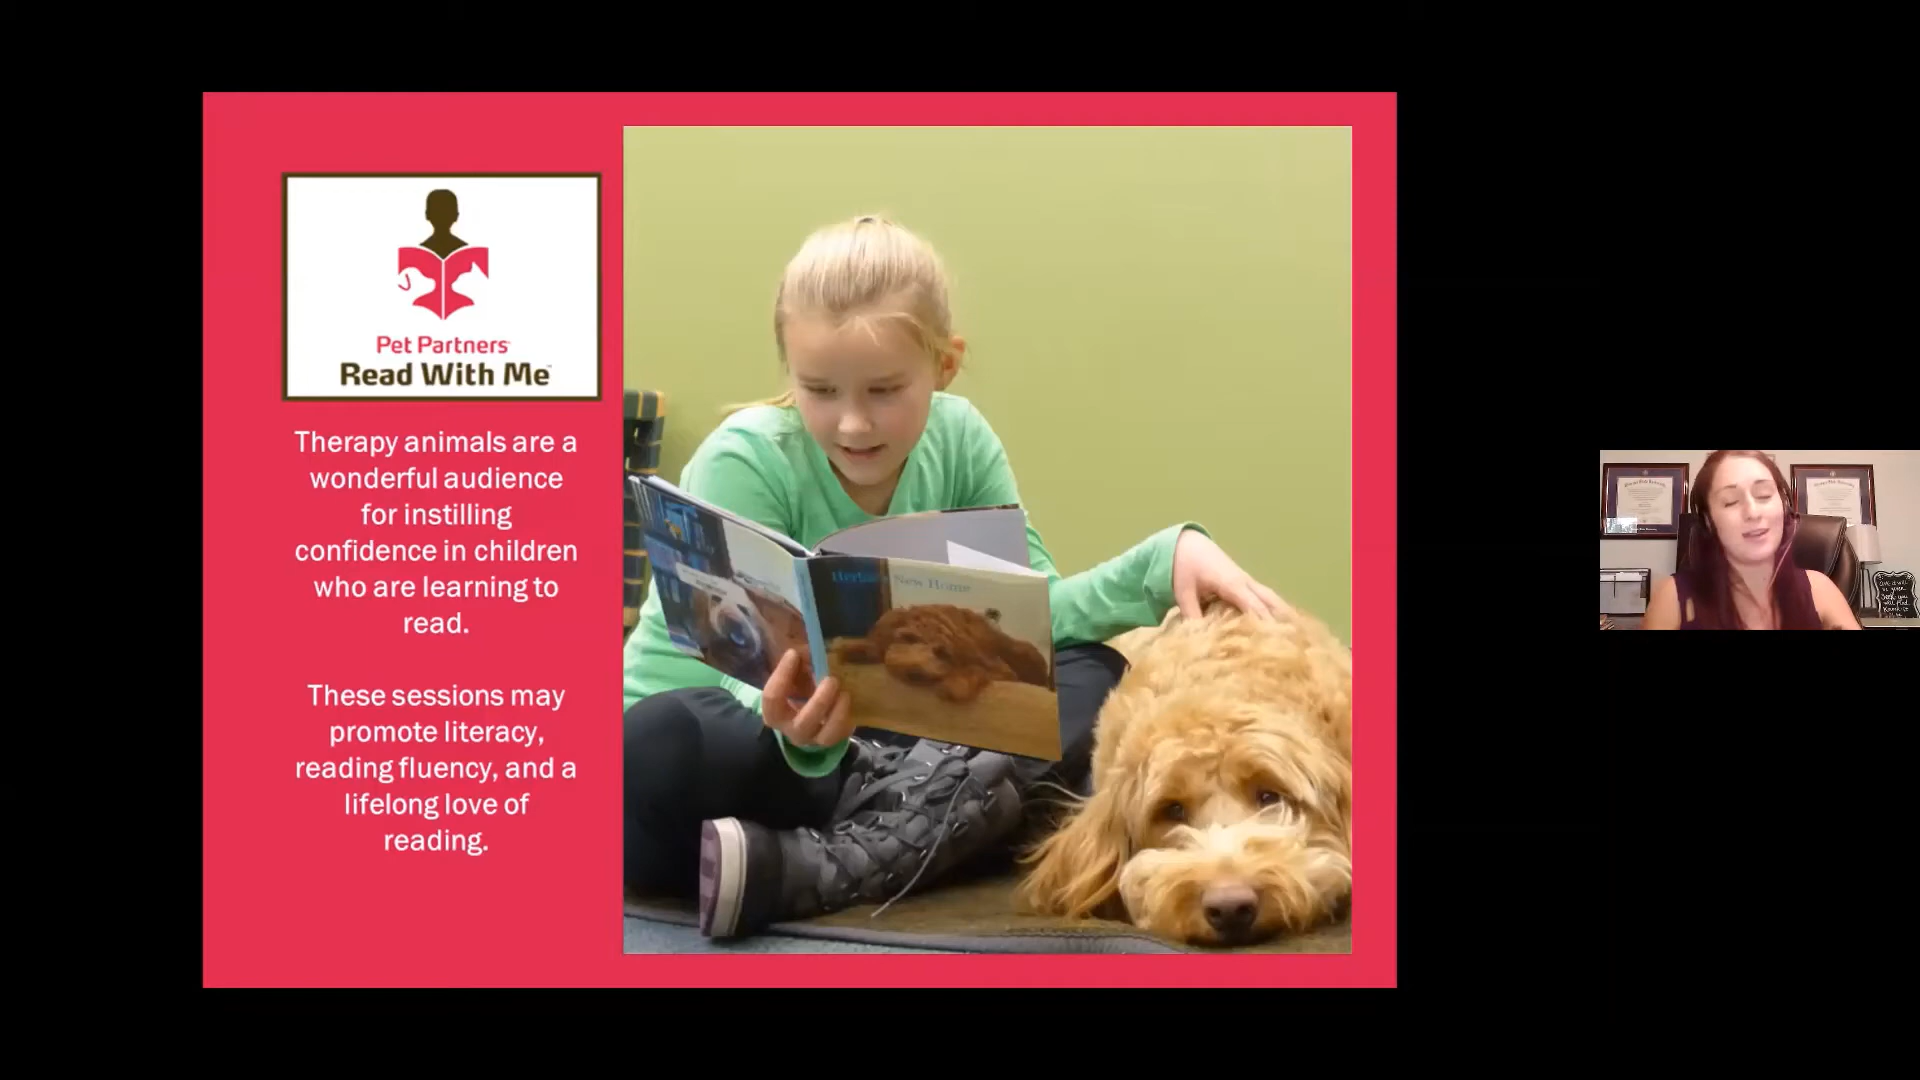 Pet Partners
Read With Me™
Therapy animals are a
wonderful audience
for instilling
confidence in children
who are learning to
read.
These sessions may
promote literacy,
reading fluency, and a
lifelong love of
reading.
New Home